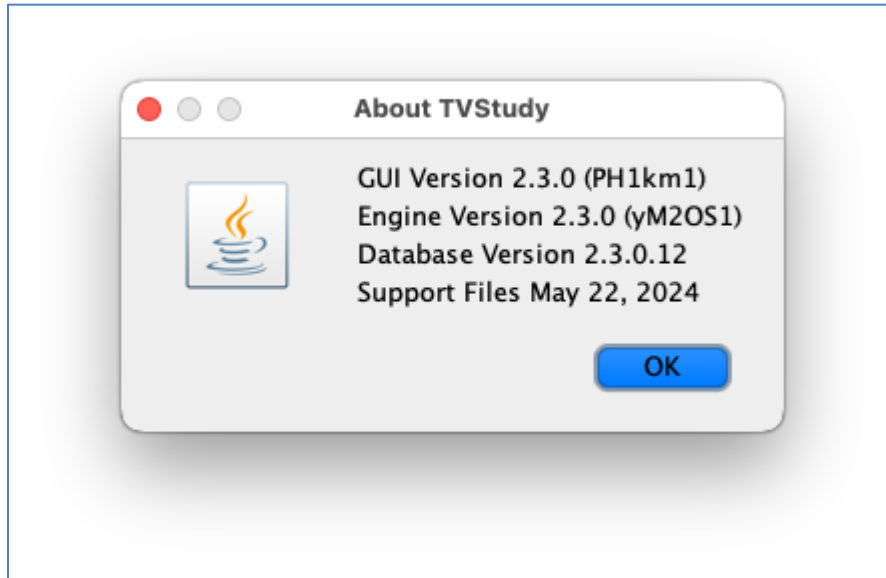 About TVStudy
GUI Version 2.3.0 (PH1km1)
Engine Version 2.3.0 (yM2OS1)
Database Version 2.3.0.12
Support Files May 22, 2024
OK